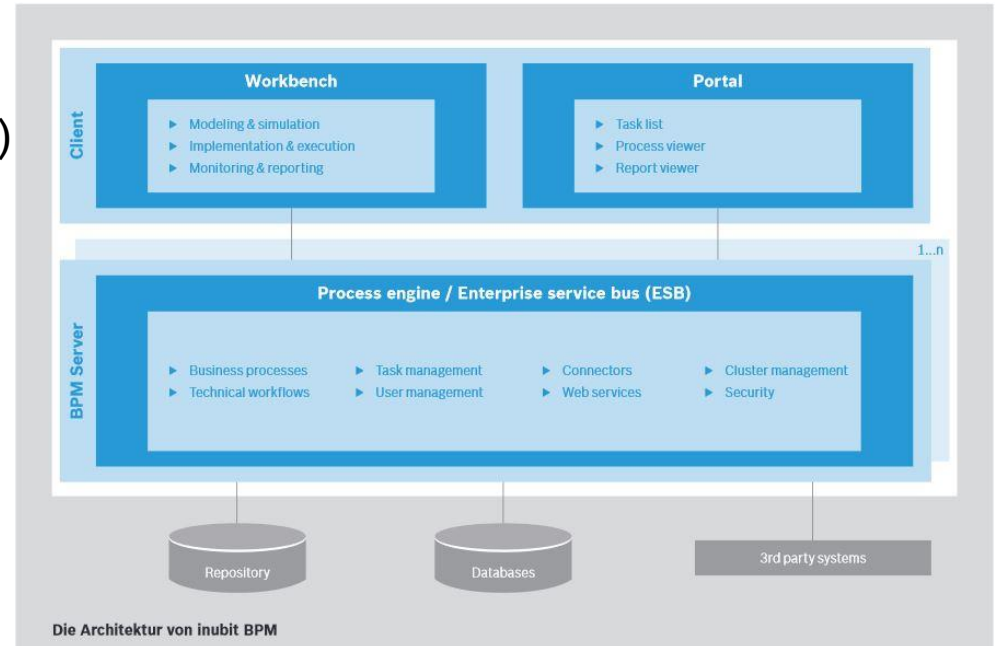 )
Client
Workbench
Modeling & simulation
Implementation & execution
Monitoring & reporting
Portal
Task list
Process viewer
Report viewer
1...n
BPM Server
Process engine / Enterprise service bus (ESB)
Business processes
Technical workflows
Task management
User management
Connectors
Web services
Cluster management
Security
Repository
Databases
3rd party systems
Die Architektur von inubit BPM